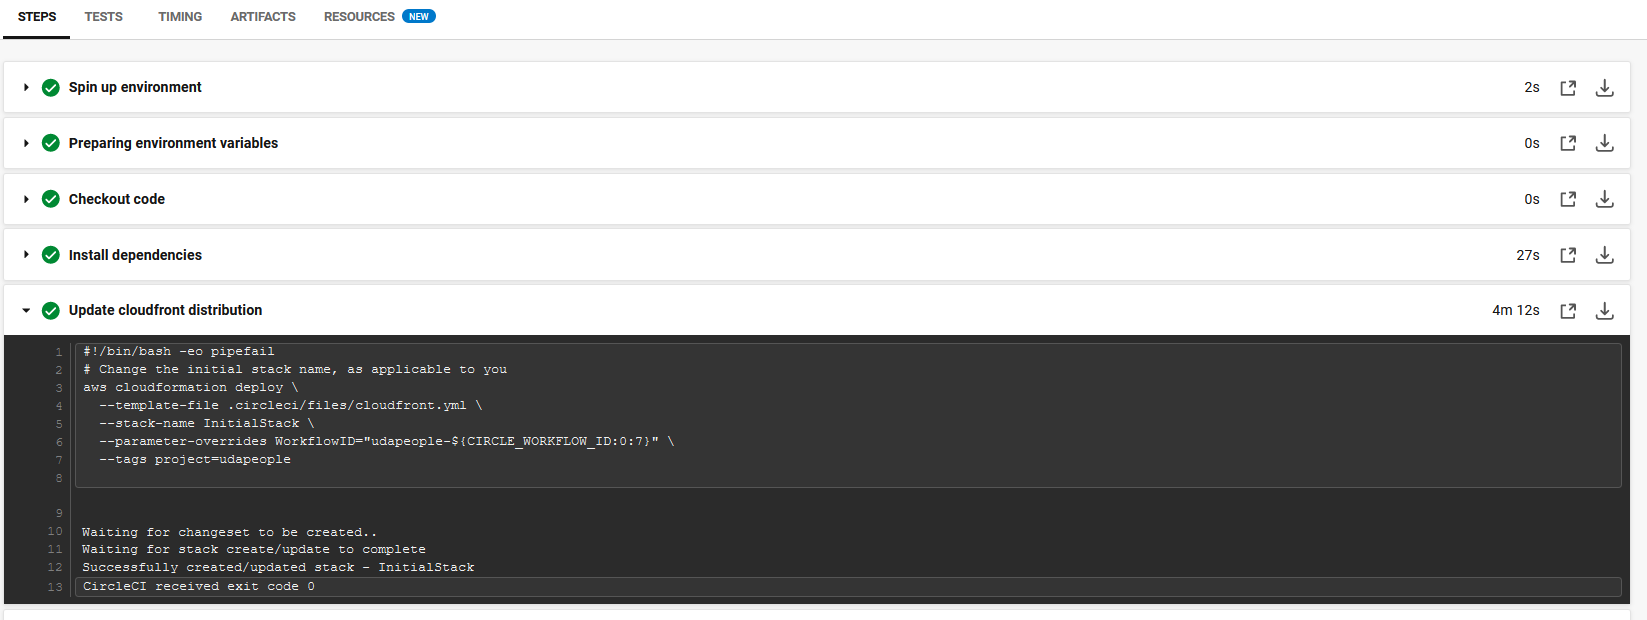 STEPS TESTS TIMING ARTIFACTS RESOURCES NEW
Spin up environment 2s
Preparing environment variables 0s
Checkout code 0s
Install dependencies 27s
Update cloudfront distribution 4m 12s
1 #!/bin/bash -eo pipefail
2 # Change the initial stack name, as applicable to you
3 aws cloudformation deploy \
4 --template-file .circleci/files/cloudfront.yml \
5 --stack-name InitialStack \
6 --parameter-overrides WorkflowID="udapeople-${CIRCLE_WORKFLOW_ID:0:7}" \
7 --tags project=udapeople
8
9
10 Waiting for changeset to be created..
11 Waiting for stack create/update to complete
12 Successfully created/updated stack - InitialStack
13 CircleCI received exit code 0